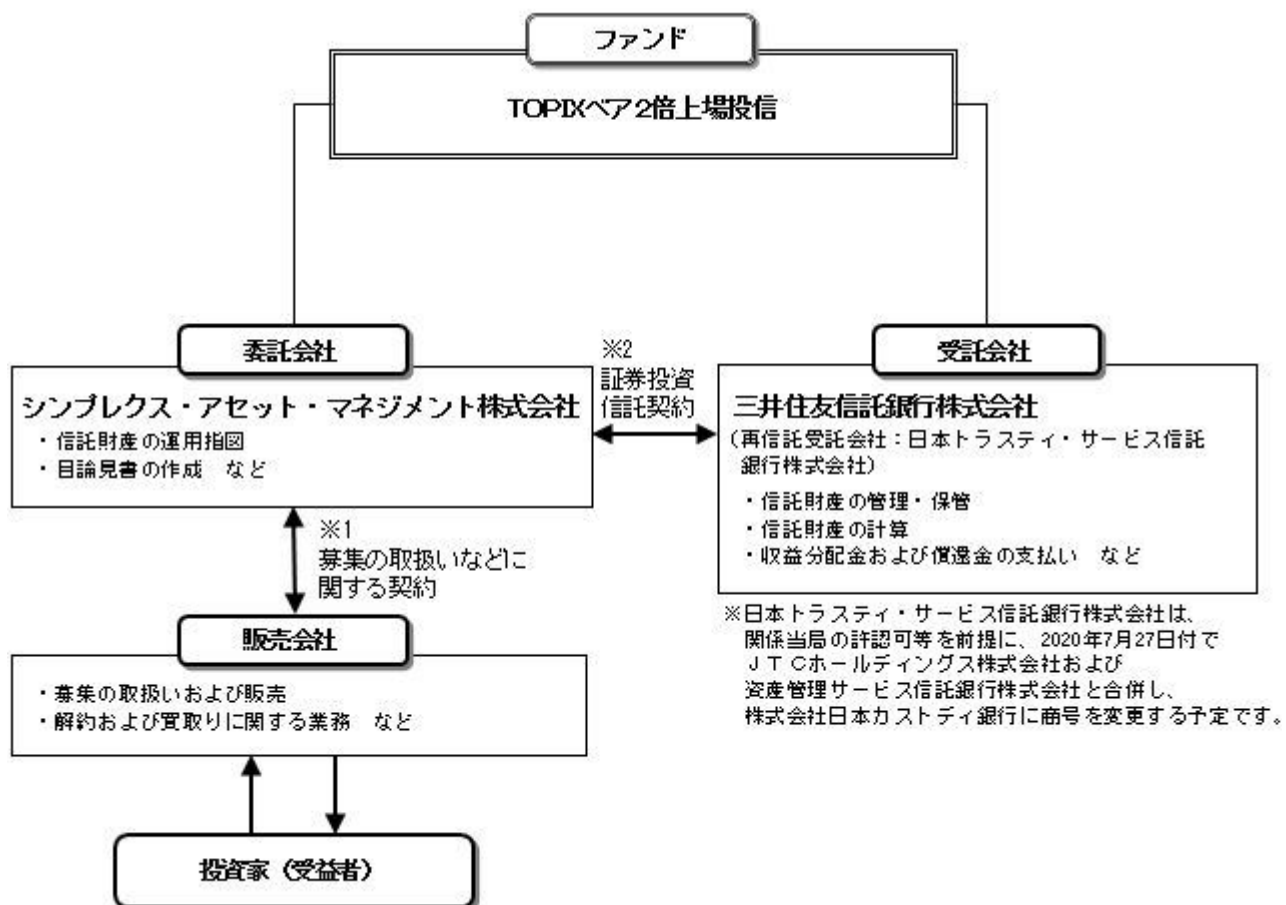 ファンド
TOPIXベア2倍上場投信
委託会社
シンプレクス・アセット・マネジメント株式会社
・信託財産の運用指図
・目論見書の作成　など
※2
証券投資
信託契約
受託会社
三井住友信託銀行株式会社
（再信託受託会社：日本トラスティ・サービス信託
銀行株式会社）
・信託財産の管理・保管
・信託財産の計算
・収益分配金および償還金の支払い　など
※1
募集の取扱いなどに
関する契約
販売会社
・募集の取扱いおよび販売
・解約および買取りに関する業務　など
※日本トラスティ・サービス信託銀行株式会社は、
関係当局の許認可等を前提に、2020年7月27日付で
ＪＴＣホールディングス株式会社および
資産管理サービス信託銀行株式会社と合併し、
株式会社日本カストディ銀行に商号を変更する予定です。
投資家（受益者）